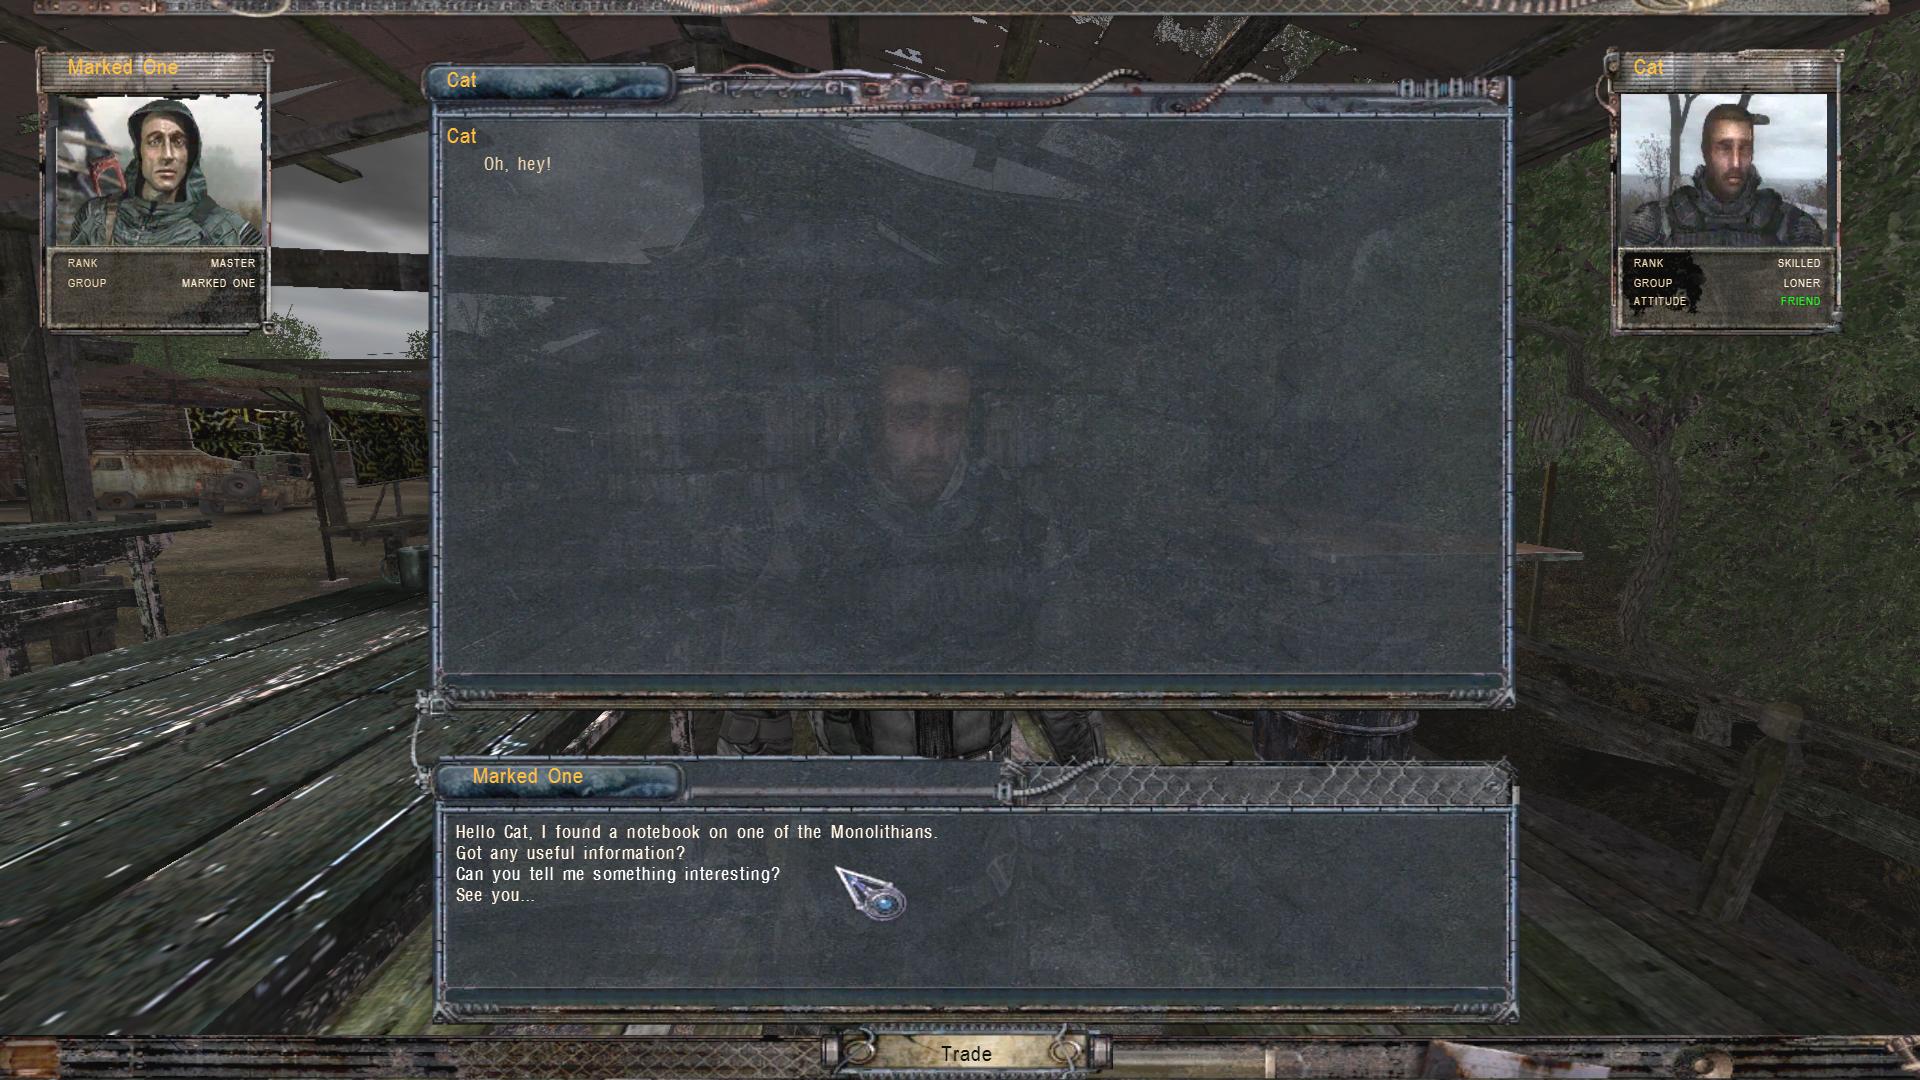 Marked One
RANK MASTER
GROUP MARKED ONE
Cat
Cat
Oh, hey!
Cat
RANK SKILLED
GROUP LONER
ATTITUDE FRIEND
Marked One
Hello Cat, I found a notebook on one of the Monolithians.
Got any useful information?
Can you tell me something interesting?
See you...
Trade